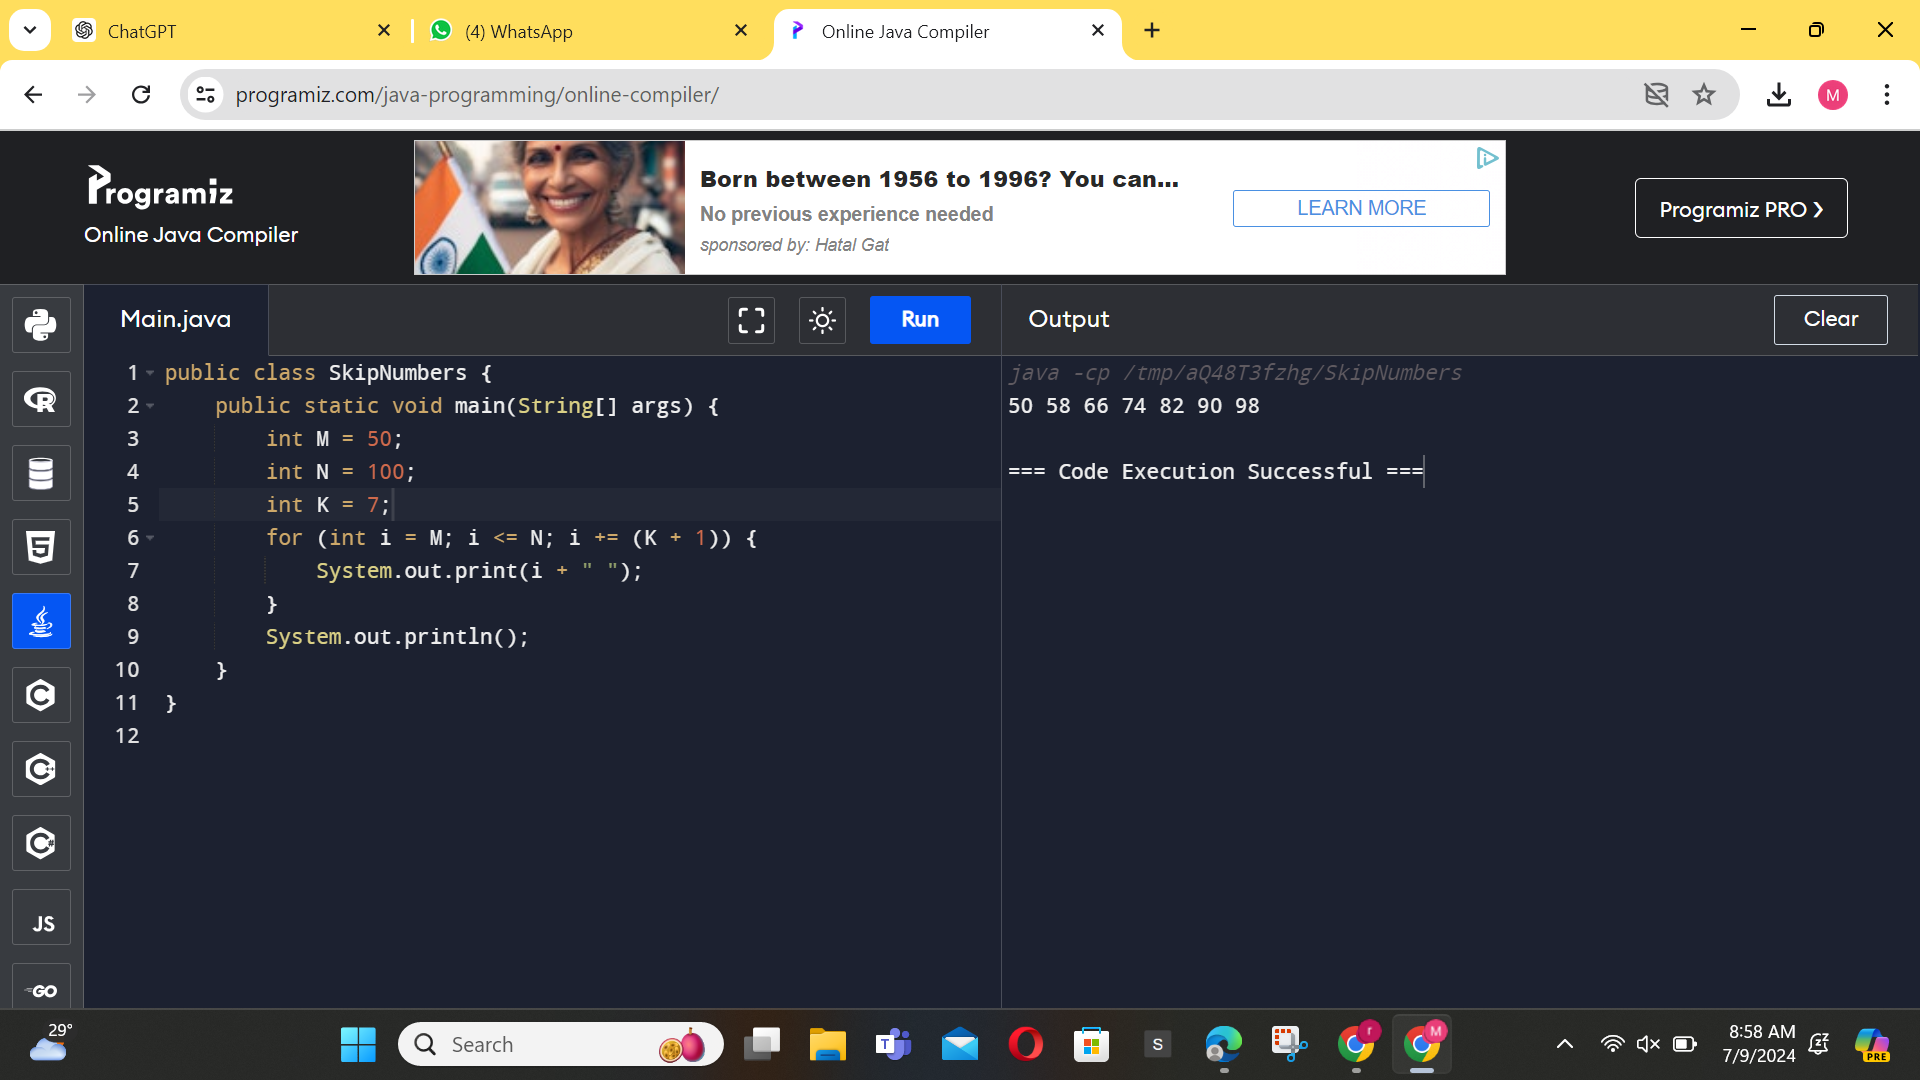 ChatGPT
(4) WhatsApp
Online Java Compiler
programiz.com/java-programming/online-compiler/
M
Programiz
Online Java Compiler
Born between 1956 to 1996? You can...
No previous experience needed
sponsored by: Hatal Gat
LEARN MORE
Programiz PRO ❯
Main.java
Run
Output
Clear
1 public class SkipNumbers {
2 public static void main(String[] args) {
3 int M = 50;
4 int N = 100;
5 int K = 7;
6 for (int i = M; i <= N; i += (K + 1)) {
7 System.out.print(i + " ");
8 }
9 System.out.println();
10 }
11 }
12
java -cp /tmp/aQ48T3fzhg/SkipNumbers
50 58 66 74 82 90 98
=== Code Execution Successful ===
R
5
C
C++
C#
JS
GO
29°
Search
T
S
r
M
8:58 AM
7/9/2024
PRE